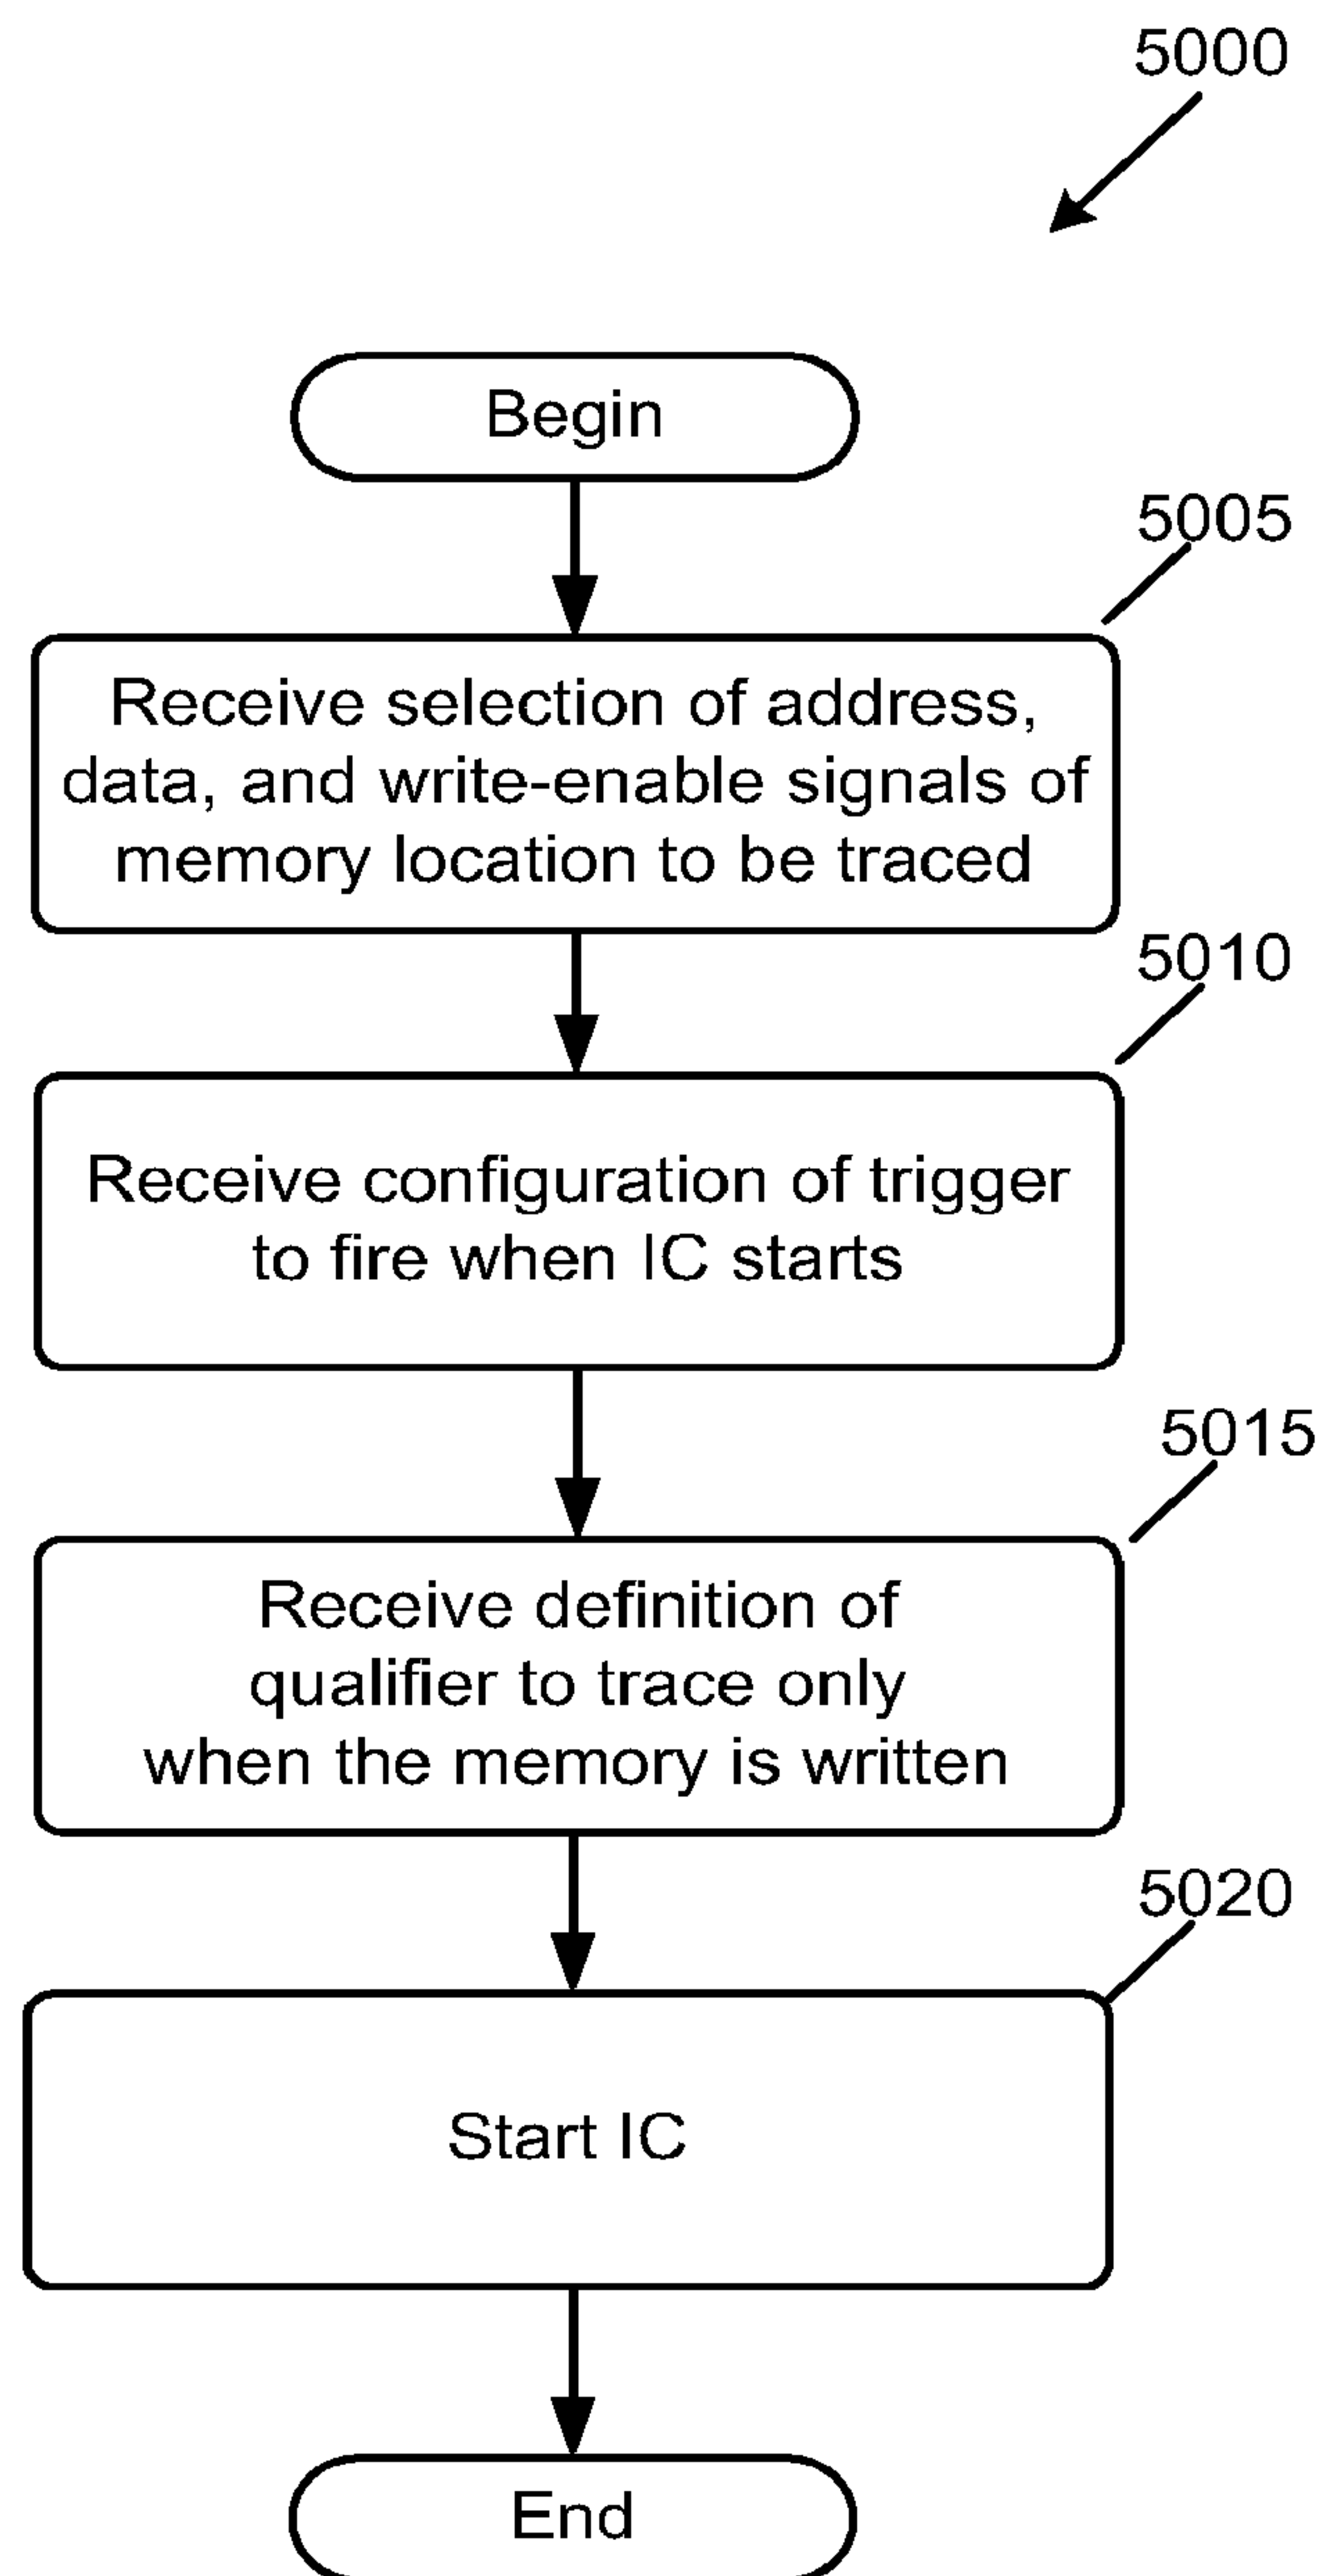 5000
Begin
5005
Receive selection of address,
data, and write-enable signals of
memory location to be traced
5010
Receive configuration of trigger
to fire when IC starts
5015
Receive definition of
qualifier to trace only
when the memory is written
5020
Start IC
End